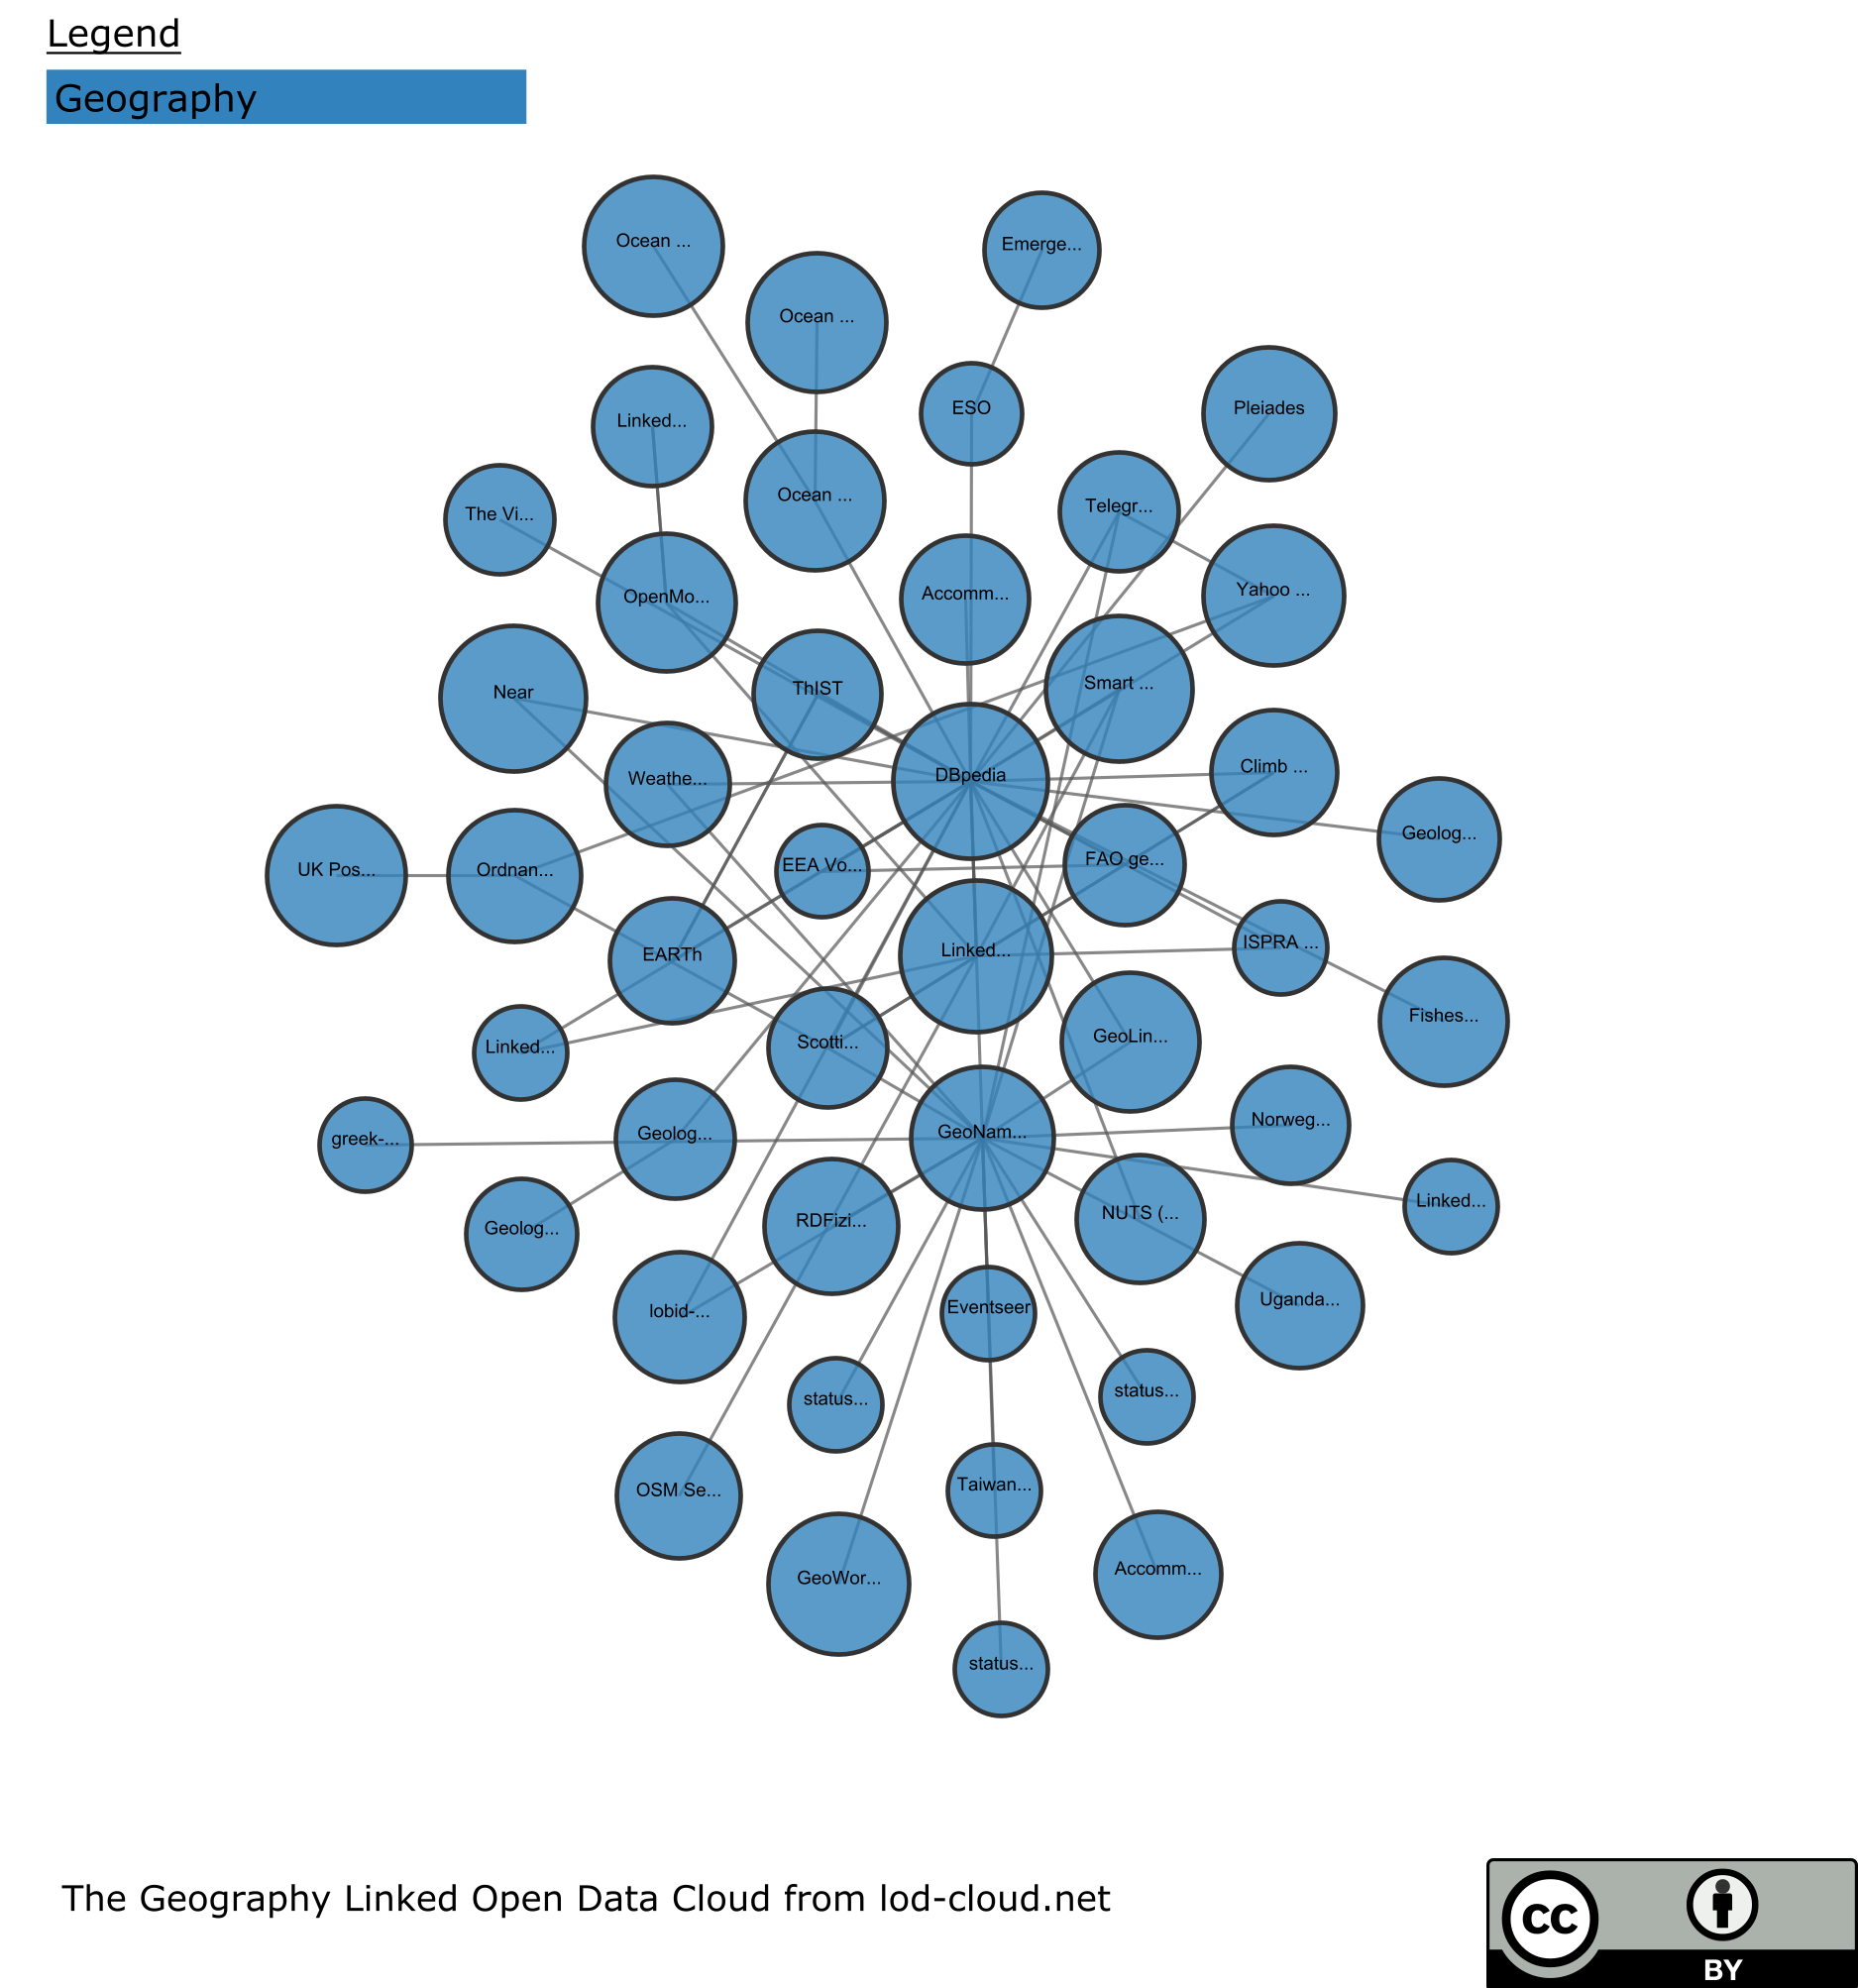 Legend
Geography
Ocean ...
Emerge...
Ocean ...
ESO
Pleiades
Linked...
Ocean ...
Telegr...
The Vi...
Yahoo ...
OpenMo...
Accomm...
Near
ThIST
Smart ...
Weathe...
DBpedia
Climb ...
Geolog...
UK Pos...
Ordnan...
EEA Vo...
FAO ge...
EARTh
Linked...
ISPRA ...
Fishes...
Linked...
Scotti...
GeoLin...
greek-...
Geolog...
GeoNam...
Norweg...
Geolog...
RDFizi...
NUTS (...
Linked...
lobid-...
Eventseer
Uganda...
status...
status...
OSM Se...
Taiwan...
GeoWor...
Accomm...
status...
The Geography Linked Open Data Cloud from lod-cloud.net
cc
BY